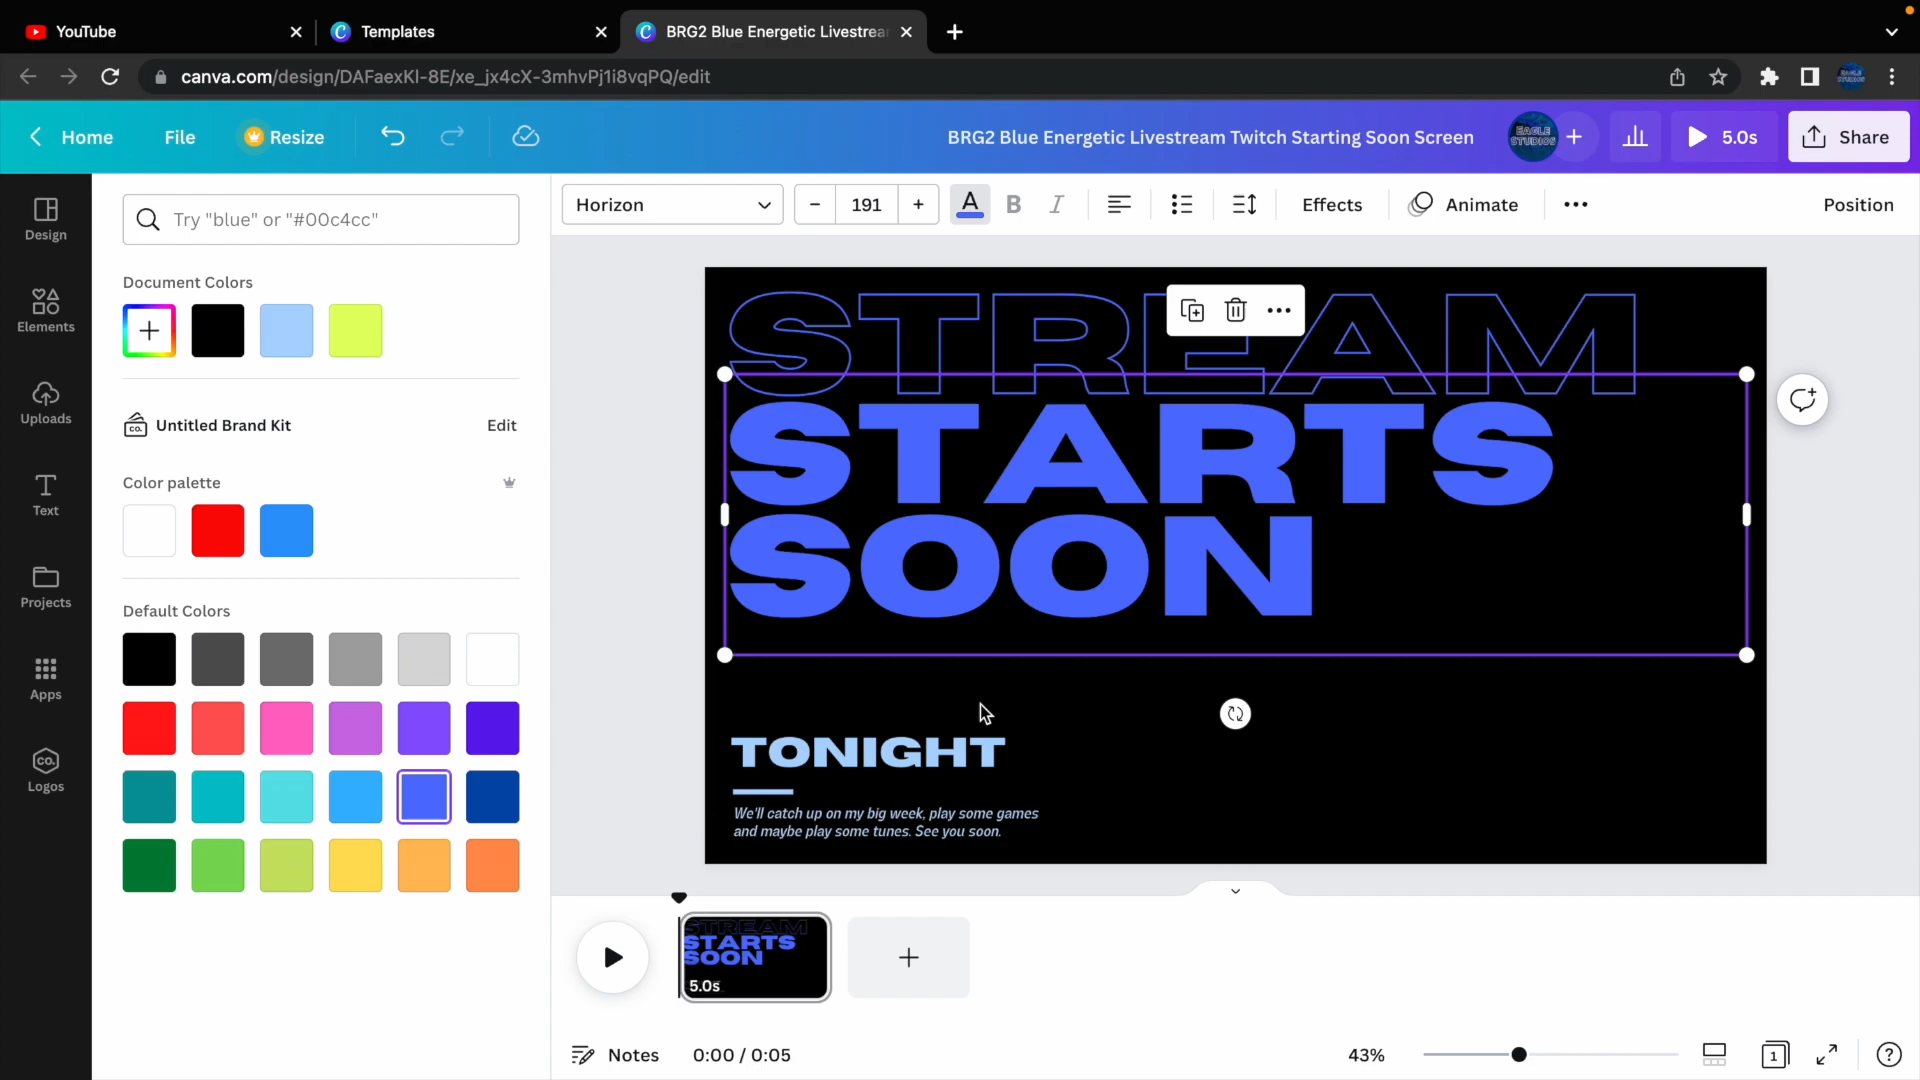 YouTube
Templates
BRG2 Blue Energetic Livestrea
canva.com/design/DAFaexKI-8E/xe_jx4cX-3mhvPj1i8vqPQ/edit
Home
File
Resize
BRG2 Blue Energetic Livestream Twitch Starting Soon Screen
EAGLE
STUDIOS
5.0s
Share
Design
Elements
Uploads
Text
Projects
Apps
CO.
Logos
Try "blue" or "#00c4cc"
Document Colors
CO.
Untitled Brand Kit
Edit
Color palette
Default Colors
Horizon
191
A
B
I
Effects
Animate
Position
STREAM
STARTS
SOON
TONIGHT
We'll catch up on my big week, play some games
and maybe play some tunes. See you soon.
STREAM
STARTS
SOON
5.0s
Notes
0:00 / 0:05
43%
1
?